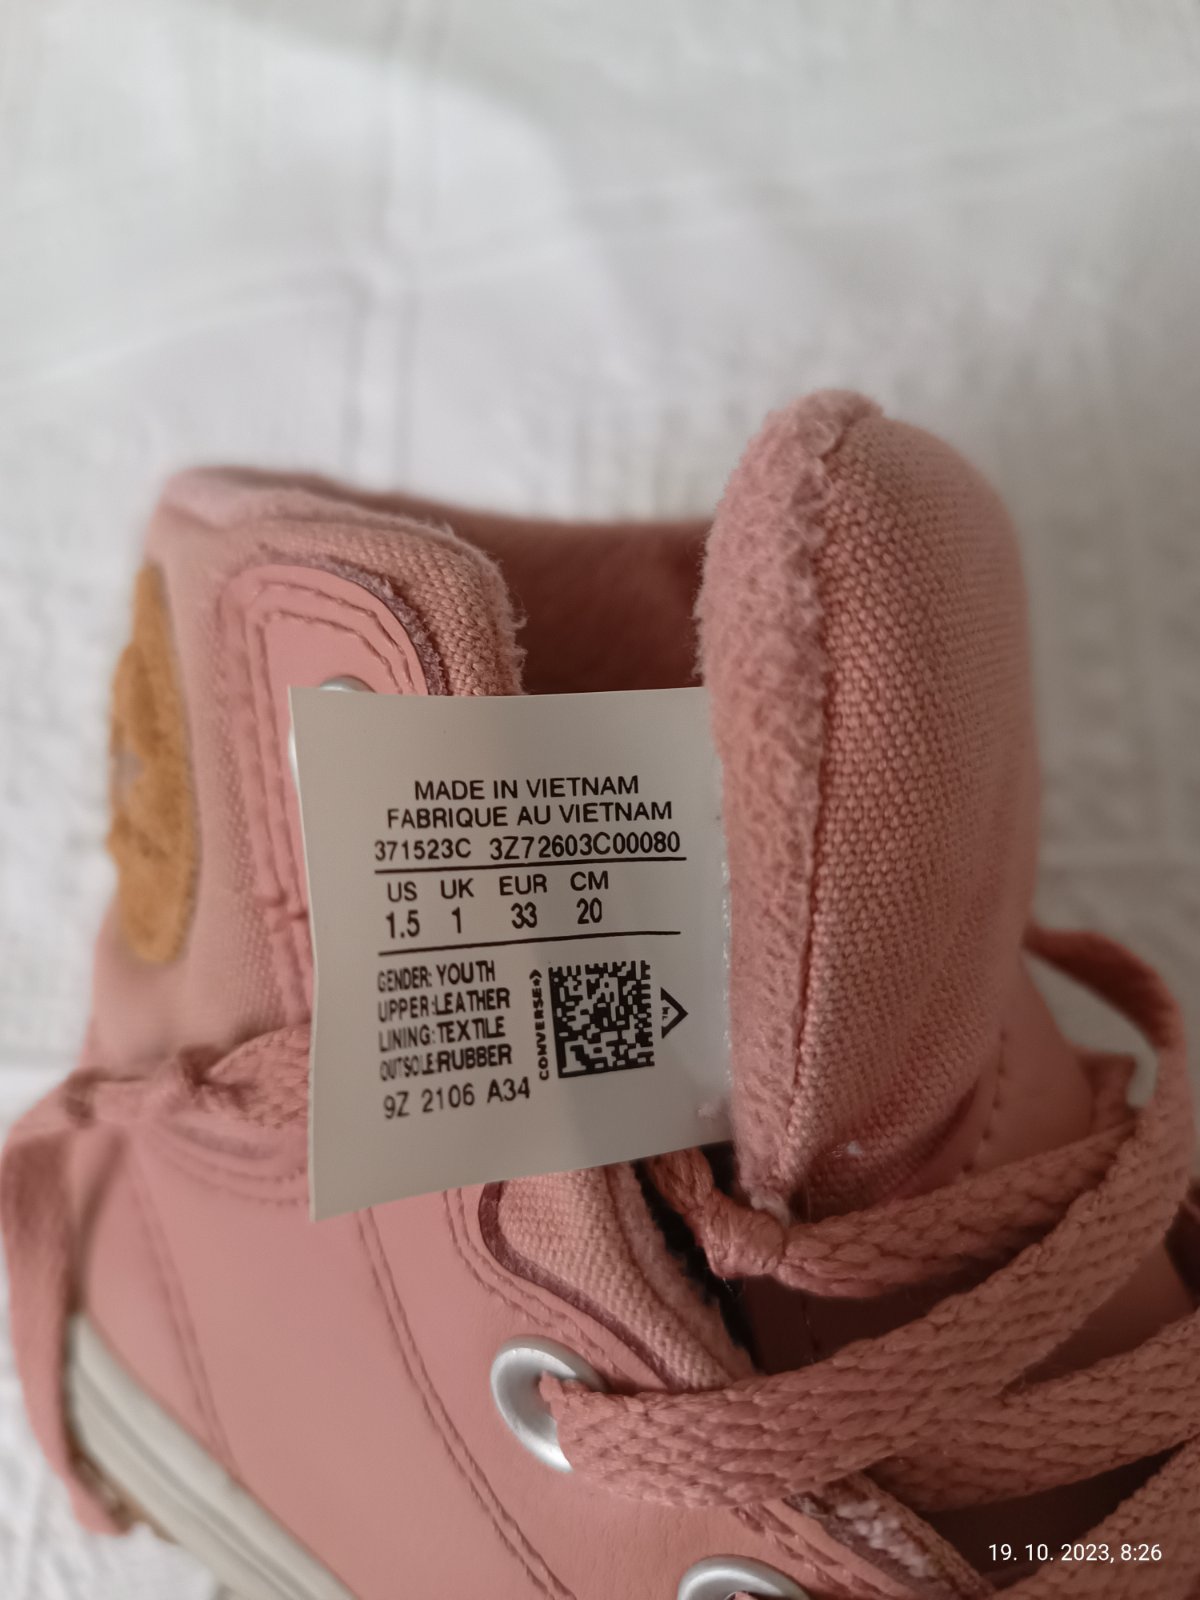 MADE IN VIETNAM
FABRIQUE AU VIETNAM
371523C 3Z72603C00080
US UK EUR CM
1.5 1 33 20
GENDER: YOUTH
UPPER:LEATHER
LINING:TEXTILE
OUTSOLE:RUBBER
9Z 2106 A34
CONVERSE
TM
19. 10. 2023, 8:26